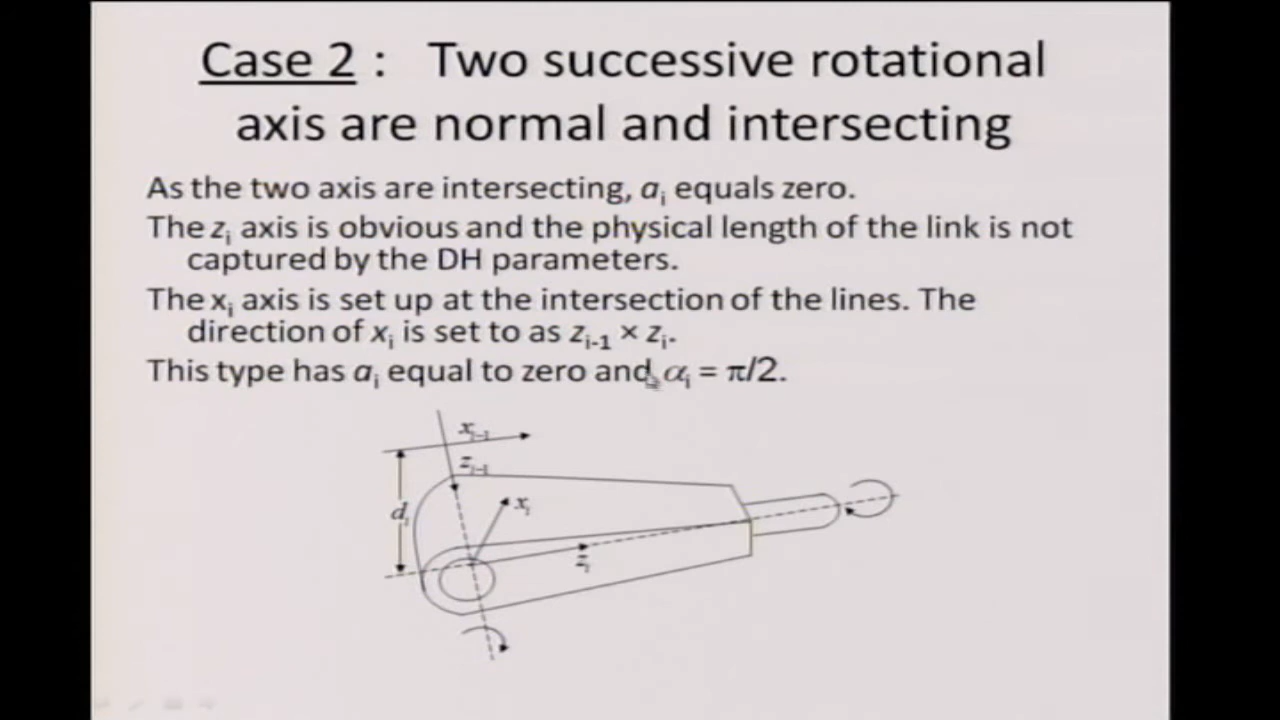 Case 2 : Two successive rotational
axis are normal and intersecting
As the two axis are intersecting, aᵢ equals zero.
The zᵢ axis is obvious and the physical length of the link is not
captured by the DH parameters.
The xᵢ axis is set up at the intersection of the lines. The
direction of xᵢ is set to as zᵢ₋₁ × zᵢ.
This type has aᵢ equal to zero and αᵢ = π/2.
xᵢ₋₁
zᵢ₋₁
dᵢ
xᵢ
zᵢ